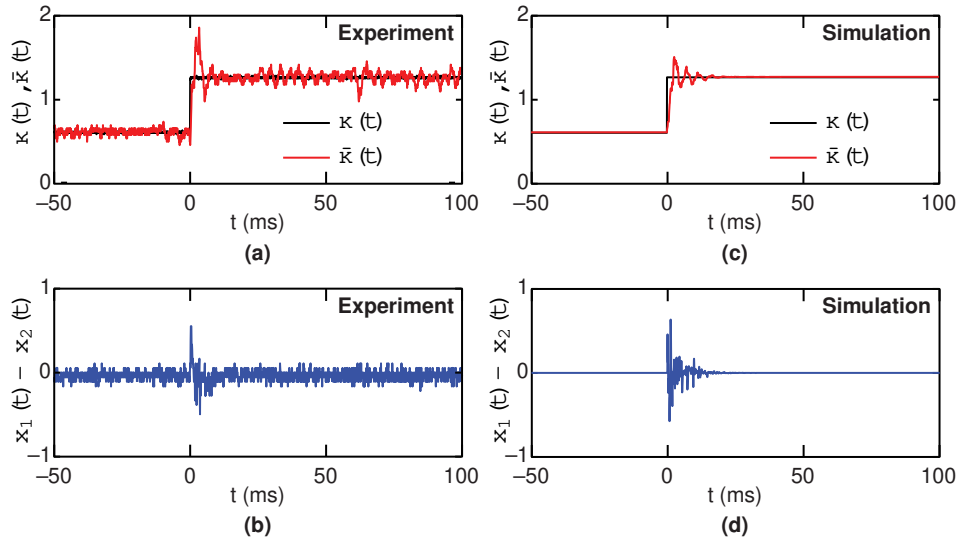 2
1
0
κ (t) , κ̄ (t)
Experiment
κ (t)
κ̄ (t)
−50 0 50 100
t (ms)
(a)
2
1
0
κ (t) , κ̄ (t)
Simulation
κ (t)
κ̄ (t)
−50 0 50 100
t (ms)
(c)
1
0
−1
x₁ (t) − x₂ (t)
Experiment
−50 0 50 100
t (ms)
(b)
1
0
−1
x₁ (t) − x₂ (t)
Simulation
−50 0 50 100
t (ms)
(d)